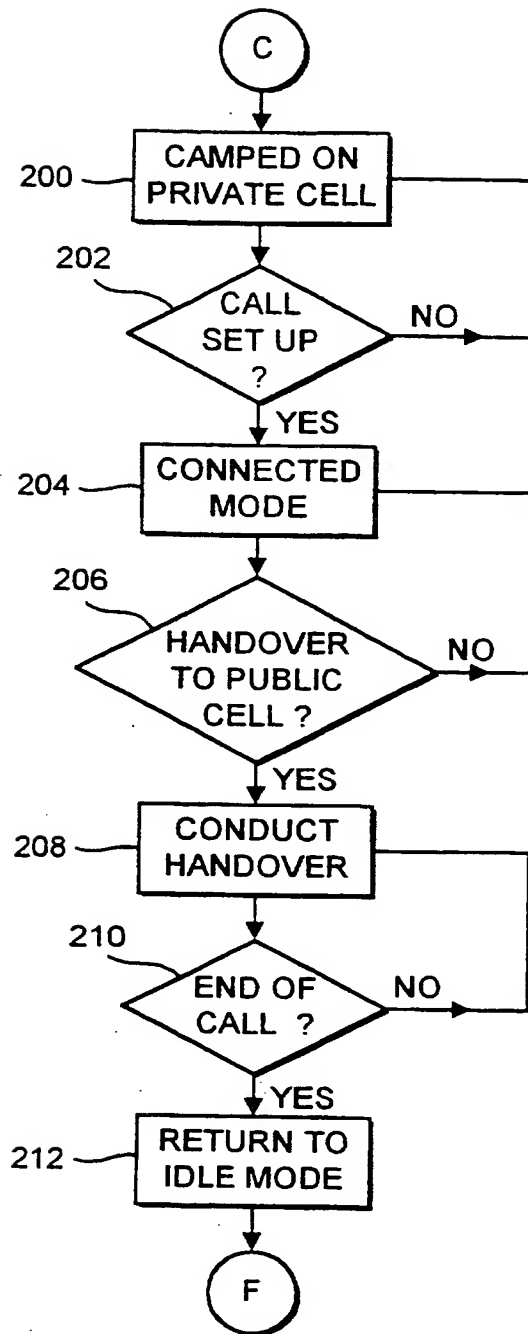 C
200
CAMPED ON
PRIVATE CELL
202
CALL
SET UP
?
NO
YES
204
CONNECTED
MODE
206
HANDOVER
TO PUBLIC
CELL ?
NO
YES
208
CONDUCT
HANDOVER
210
END OF
CALL ?
NO
YES
212
RETURN TO
IDLE MODE
F